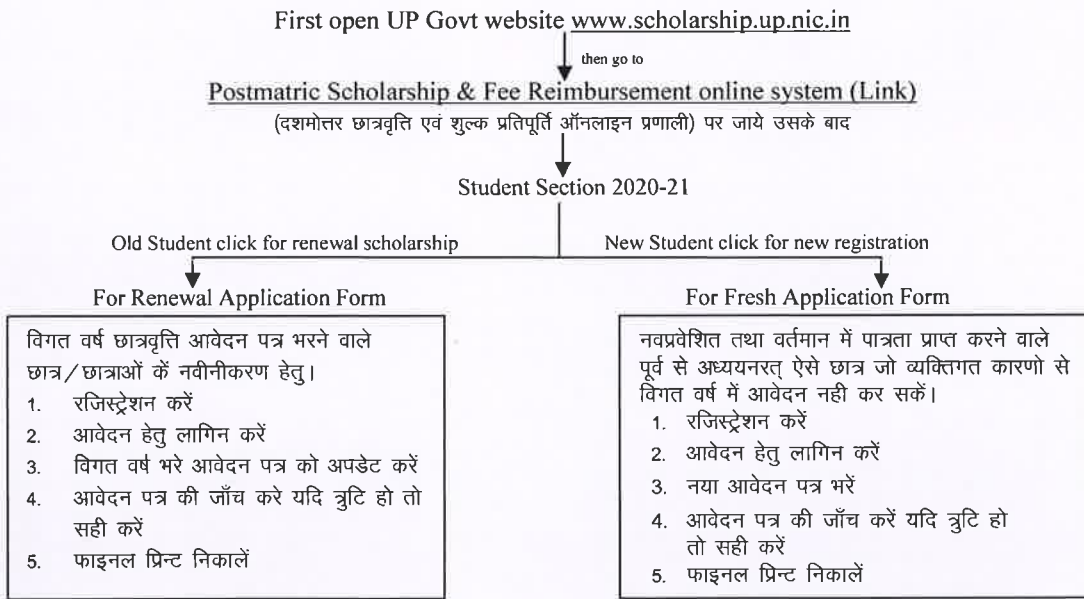 First open UP Govt website www.scholarship.up.nic.in
then go to
Postmatric Scholarship & Fee Reimbursement online system (Link)
(दशमोत्तर छात्रवृत्ति एवं शुल्क प्रतिपूर्ति ऑनलाइन प्रणाली) पर जाये उसके बाद
Student Section 2020-21
Old Student click for renewal scholarship
New Student click for new registration
For Renewal Application Form
विगत वर्ष छात्रवृत्ति आवेदन पत्र भरने वाले
छात्र/छात्राओं कें नवीनीकरण हेतु।
1. रजिस्ट्रेशन करें
2. आवेदन हेतु लागिन करें
3. विगत वर्ष भरे आवेदन पत्र को अपडेट करें
4. आवेदन पत्र की जाँच करे यदि त्रुटि हो तो
सही करें
5. फाइनल प्रिन्ट निकालें
For Fresh Application Form
नवप्रवेशित तथा वर्तमान में पात्रता प्राप्त करने वाले
पूर्व से अध्ययनरत् ऐसे छात्र जो व्यक्तिगत कारणो से
विगत वर्ष में आवेदन नही कर सकें।
1. रजिस्ट्रेशन करें
2. आवेदन हेतु लागिन करें
3. नया आवेदन पत्र भरें
4. आवेदन पत्र की जाँच करें यदि त्रुटि हो
तो सही करें
5. फाइनल प्रिन्ट निकालें